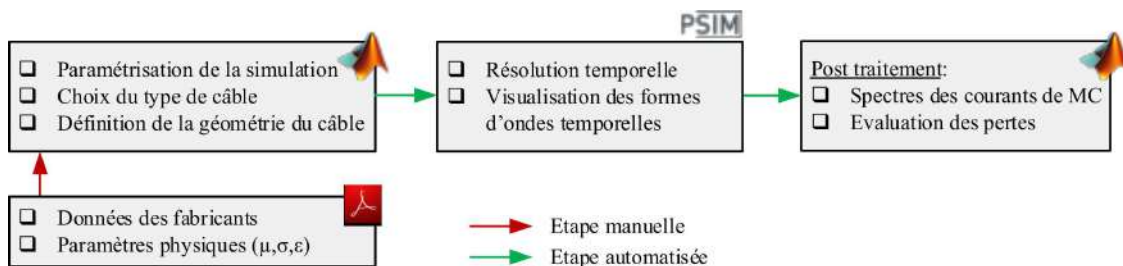 PSIM
❑ Paramétrisation de la simulation
❑ Choix du type de câble
❑ Définition de la géométrie du câble
❑ Résolution temporelle
❑ Visualisation des formes
d'ondes temporelles
Post traitement:
❑ Spectres des courants de MC
❑ Evaluation des pertes
❑ Données des fabricants
❑ Paramètres physiques (μ,σ,ε)
Etape manuelle
Etape automatisée